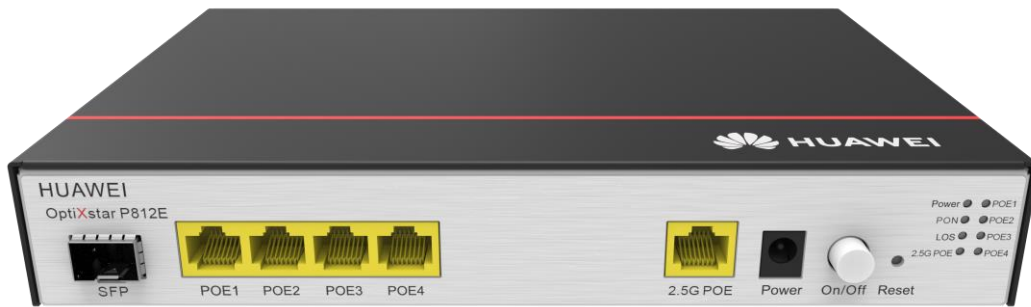 HUAWEI
HUAWEI
OptiXstar P812E
SFP
POE1 POE2 POE3 POE4
2.5G POE
Power
On/Off
Reset
Power POE1
PON POE2
LOS POE3
2.5G POE POE4